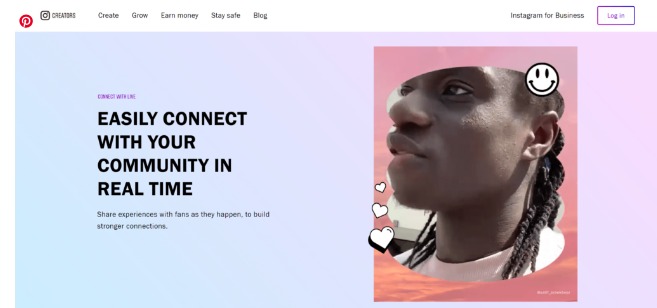 CREATORS
Create
Grow
Earn money
Stay safe
Blog
Instagram for Business
Log in
CONNECT WITH LIVE
EASILY CONNECT
WITH YOUR
COMMUNITY IN
REAL TIME
Share experiences with fans as they happen, to build
stronger connections.